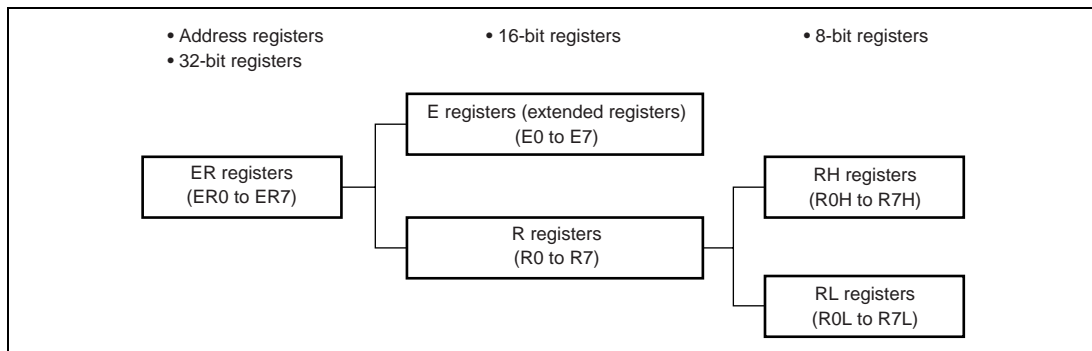 • Address registers
• 32-bit registers
• 16-bit registers
• 8-bit registers
E registers (extended registers)
(E0 to E7)
ER registers
(ER0 to ER7)
RH registers
(R0H to R7H)
R registers
(R0 to R7)
RL registers
(R0L to R7L)